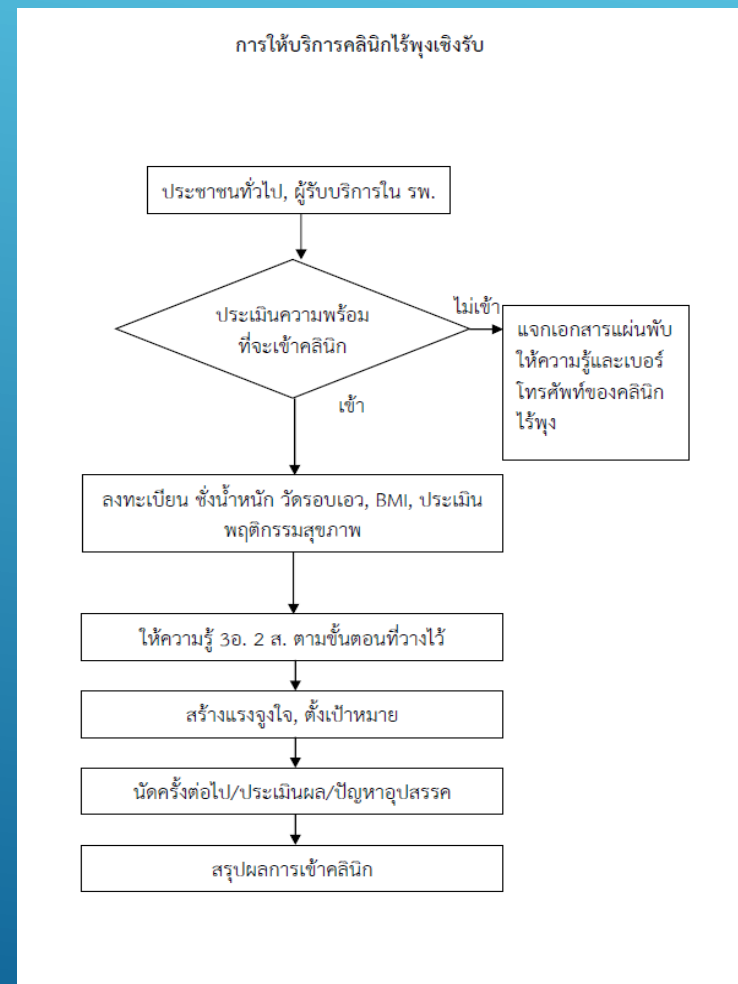 การให้บริการคลินิกไร้พุงเชิงรับ
ประชาชนทั่วไป, ผู้รับบริการใน รพ.
ประเมินความพร้อม
ที่จะเข้าคลินิก
ไม่เข้า
แจกเอกสารแผ่นพับ
ให้ความรู้และเบอร์
โทรศัพท์ของคลินิก
ไร้พุง
เข้า
ลงทะเบียน ชั่งน้ำหนัก วัดรอบเอว, BMI, ประเมิน
พฤติกรรมสุขภาพ
ให้ความรู้ 3อ. 2 ส. ตามขั้นตอนที่วางไว้
สร้างแรงจูงใจ, ตั้งเป้าหมาย
นัดครั้งต่อไป/ประเมินผล/ปัญหาอุปสรรค
สรุปผลการเข้าคลินิก